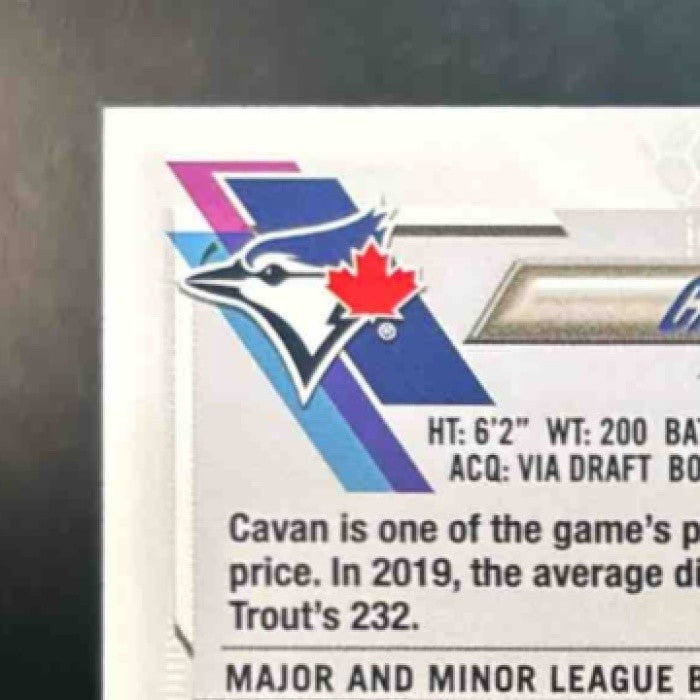 HT: 6'2" WT: 200
ACQ: VIA DRAFT
Cavan is one of the game's
price. In 2019, the average
Trout's 232.
MAJOR AND MINOR LEAGUE
®